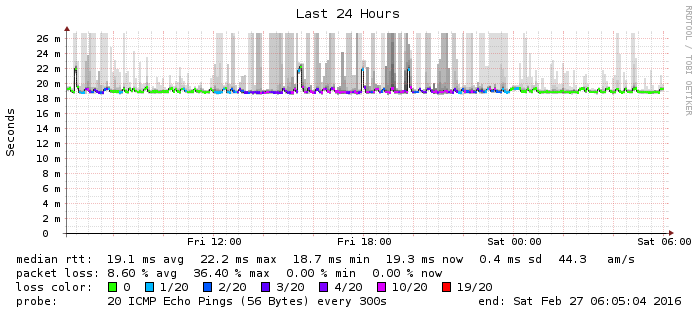 Last 24 Hours
RRDTOOL / TOBI OETIKER
Seconds
26 m
24 m
22 m
20 m
18 m
16 m
14 m
12 m
10 m
8 m
6 m
4 m
2 m
0
Fri 12:00 Fri 18:00 Sat 00:00 Sat 06:00
median rtt: 19.1 ms avg 22.2 ms max 18.7 ms min 19.3 ms now 0.4 ms sd 44.3 am/s
packet loss: 8.60 % avg 36.40 % max 0.00 % min 0.00 % now
loss color: 0 1/20 2/20 3/20 4/20 10/20 19/20
probe: 20 ICMP Echo Pings (56 Bytes) every 300s end: Sat Feb 27 06:05:04 2016